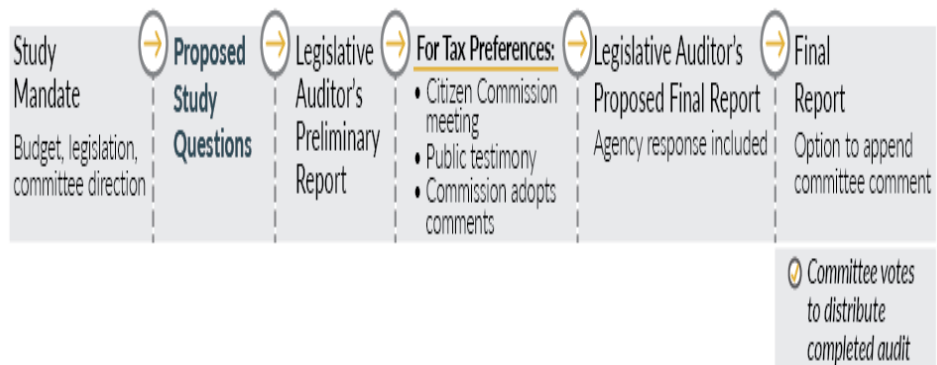 Study
Mandate
Budget, legislation,
committee direction
Proposed
Study
Questions
Legislative
Auditor's
Preliminary
Report
For Tax Preferences:
• Citizen Commission
meeting
• Public testimony
• Commission adopts
comments
Legislative Auditor's
Proposed Final Report
Agency response included
Final
Report
Option to append
committee comment
Committee votes
to distribute
completed audit